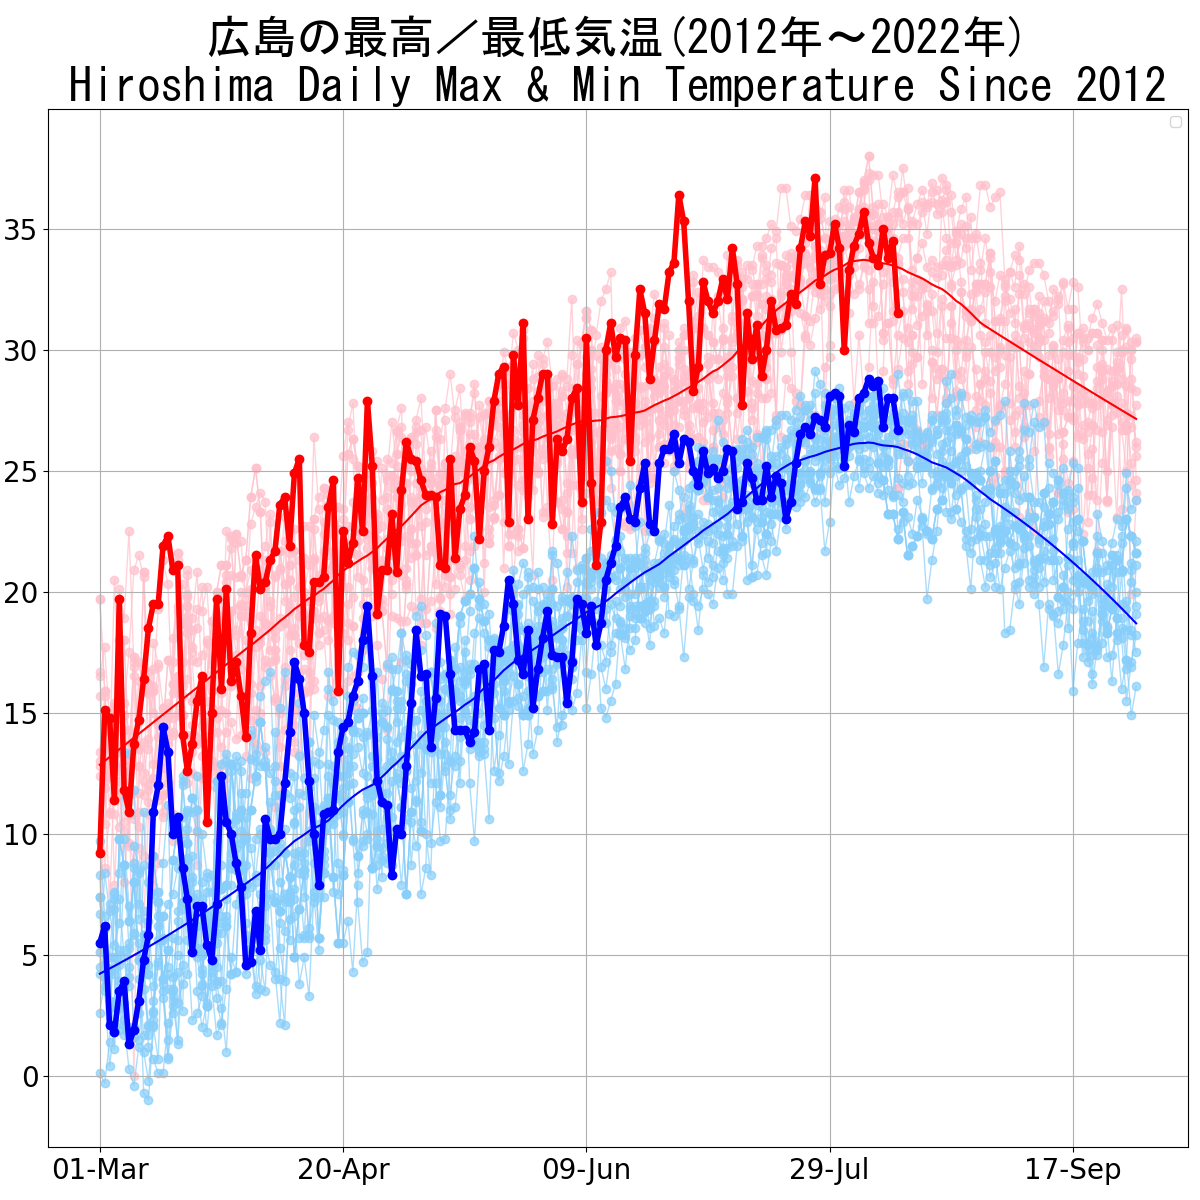 広島の最高／最低気温(2012年～2022年)
Hiroshima Daily Max & Min Temperature Since 2012
35
30
25
20
15
10
5
0
01-Mar 20-Apr 09-Jun 29-Jul 17-Sep